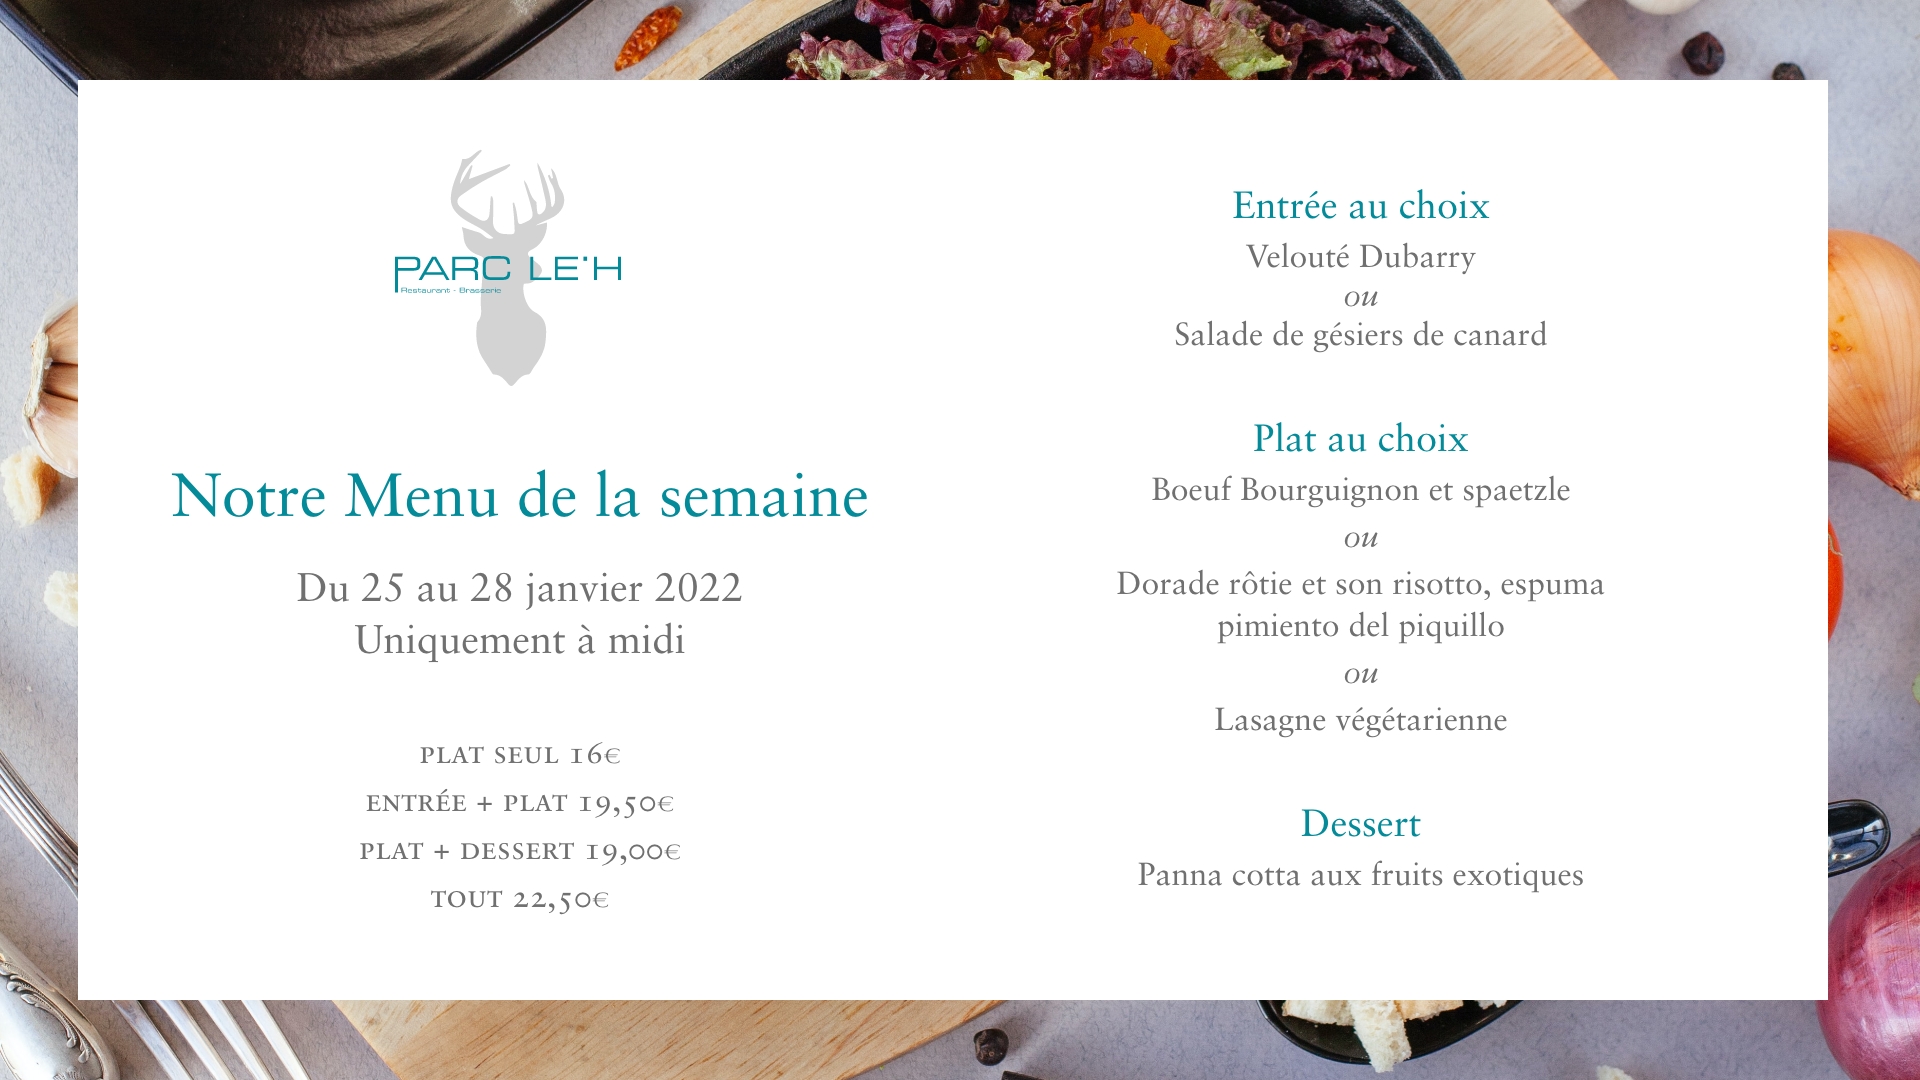 PARC LE'H
Restaurant - Brasserie
Notre Menu de la semaine
Du 25 au 28 janvier 2022
Uniquement à midi
PLAT SEUL 16€
ENTRÉE + PLAT 19,50€
PLAT + DESSERT 19,00€
TOUT 22,50€
Entrée au choix
Velouté Dubarry
ou
Salade de gésiers de canard
Plat au choix
Boeuf Bourguignon et spaetzle
ou
Dorade rôtie et son risotto, espuma
pimiento del piquillo
ou
Lasagne végétarienne
Dessert
Panna cotta aux fruits exotiques